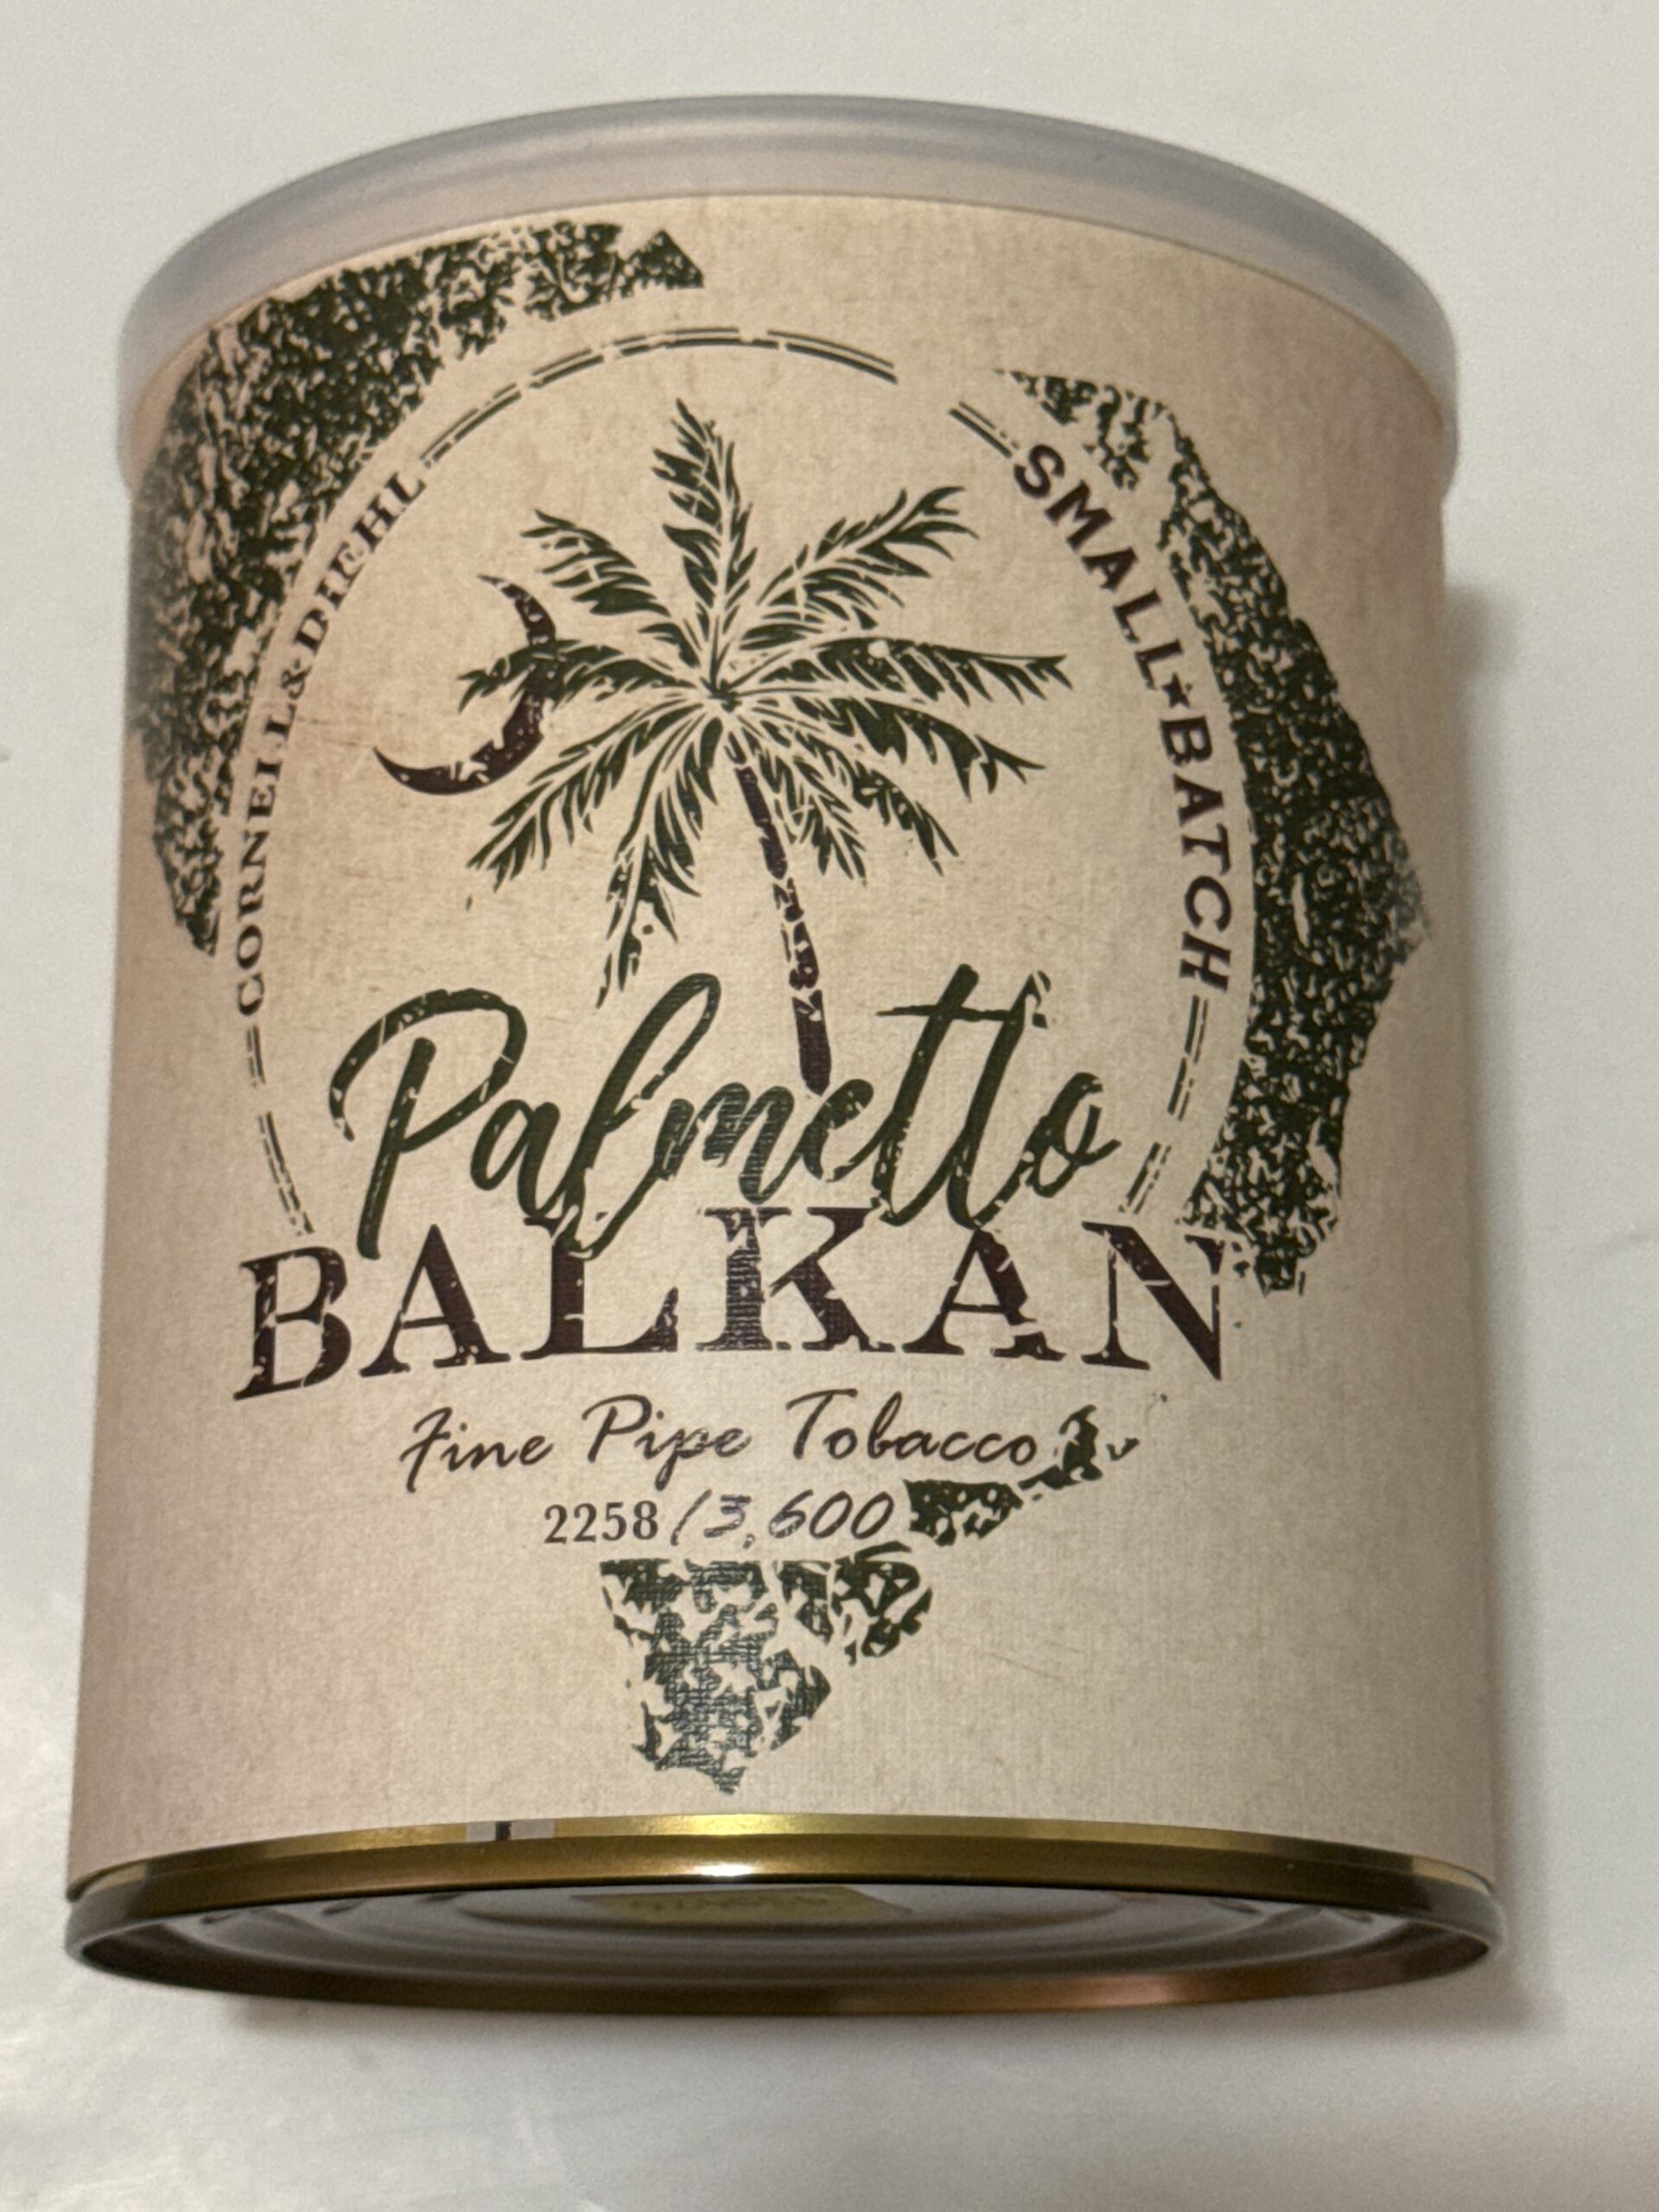 CORNELL & DIEHL
SMALL★BATCH
Palmetto
BALKAN
Fine Pipe Tobacco
2258/3,600